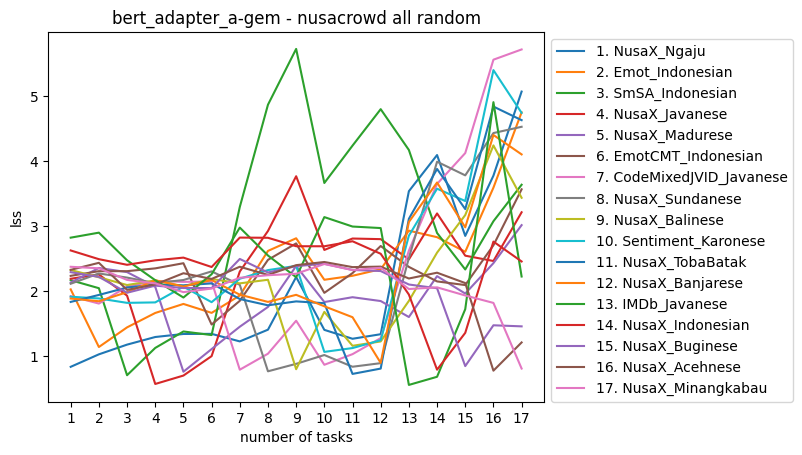 bert_adapter_a-gem - nusacrowd all random
lss
5
4
3
2
1
1 2 3 4 5 6 7 8 9 10 11 12 13 14 15 16 17
number of tasks
1. NusaX_Ngaju
2. Emot_Indonesian
3. SmSA_Indonesian
4. NusaX_Javanese
5. NusaX_Madurese
6. EmotCMT_Indonesian
7. CodeMixedJVID_Javanese
8. NusaX_Sundanese
9. NusaX_Balinese
10. Sentiment_Karonese
11. NusaX_TobaBatak
12. NusaX_Banjarese
13. IMDb_Javanese
14. NusaX_Indonesian
15. NusaX_Buginese
16. NusaX_Acehnese
17. NusaX_Minangkabau